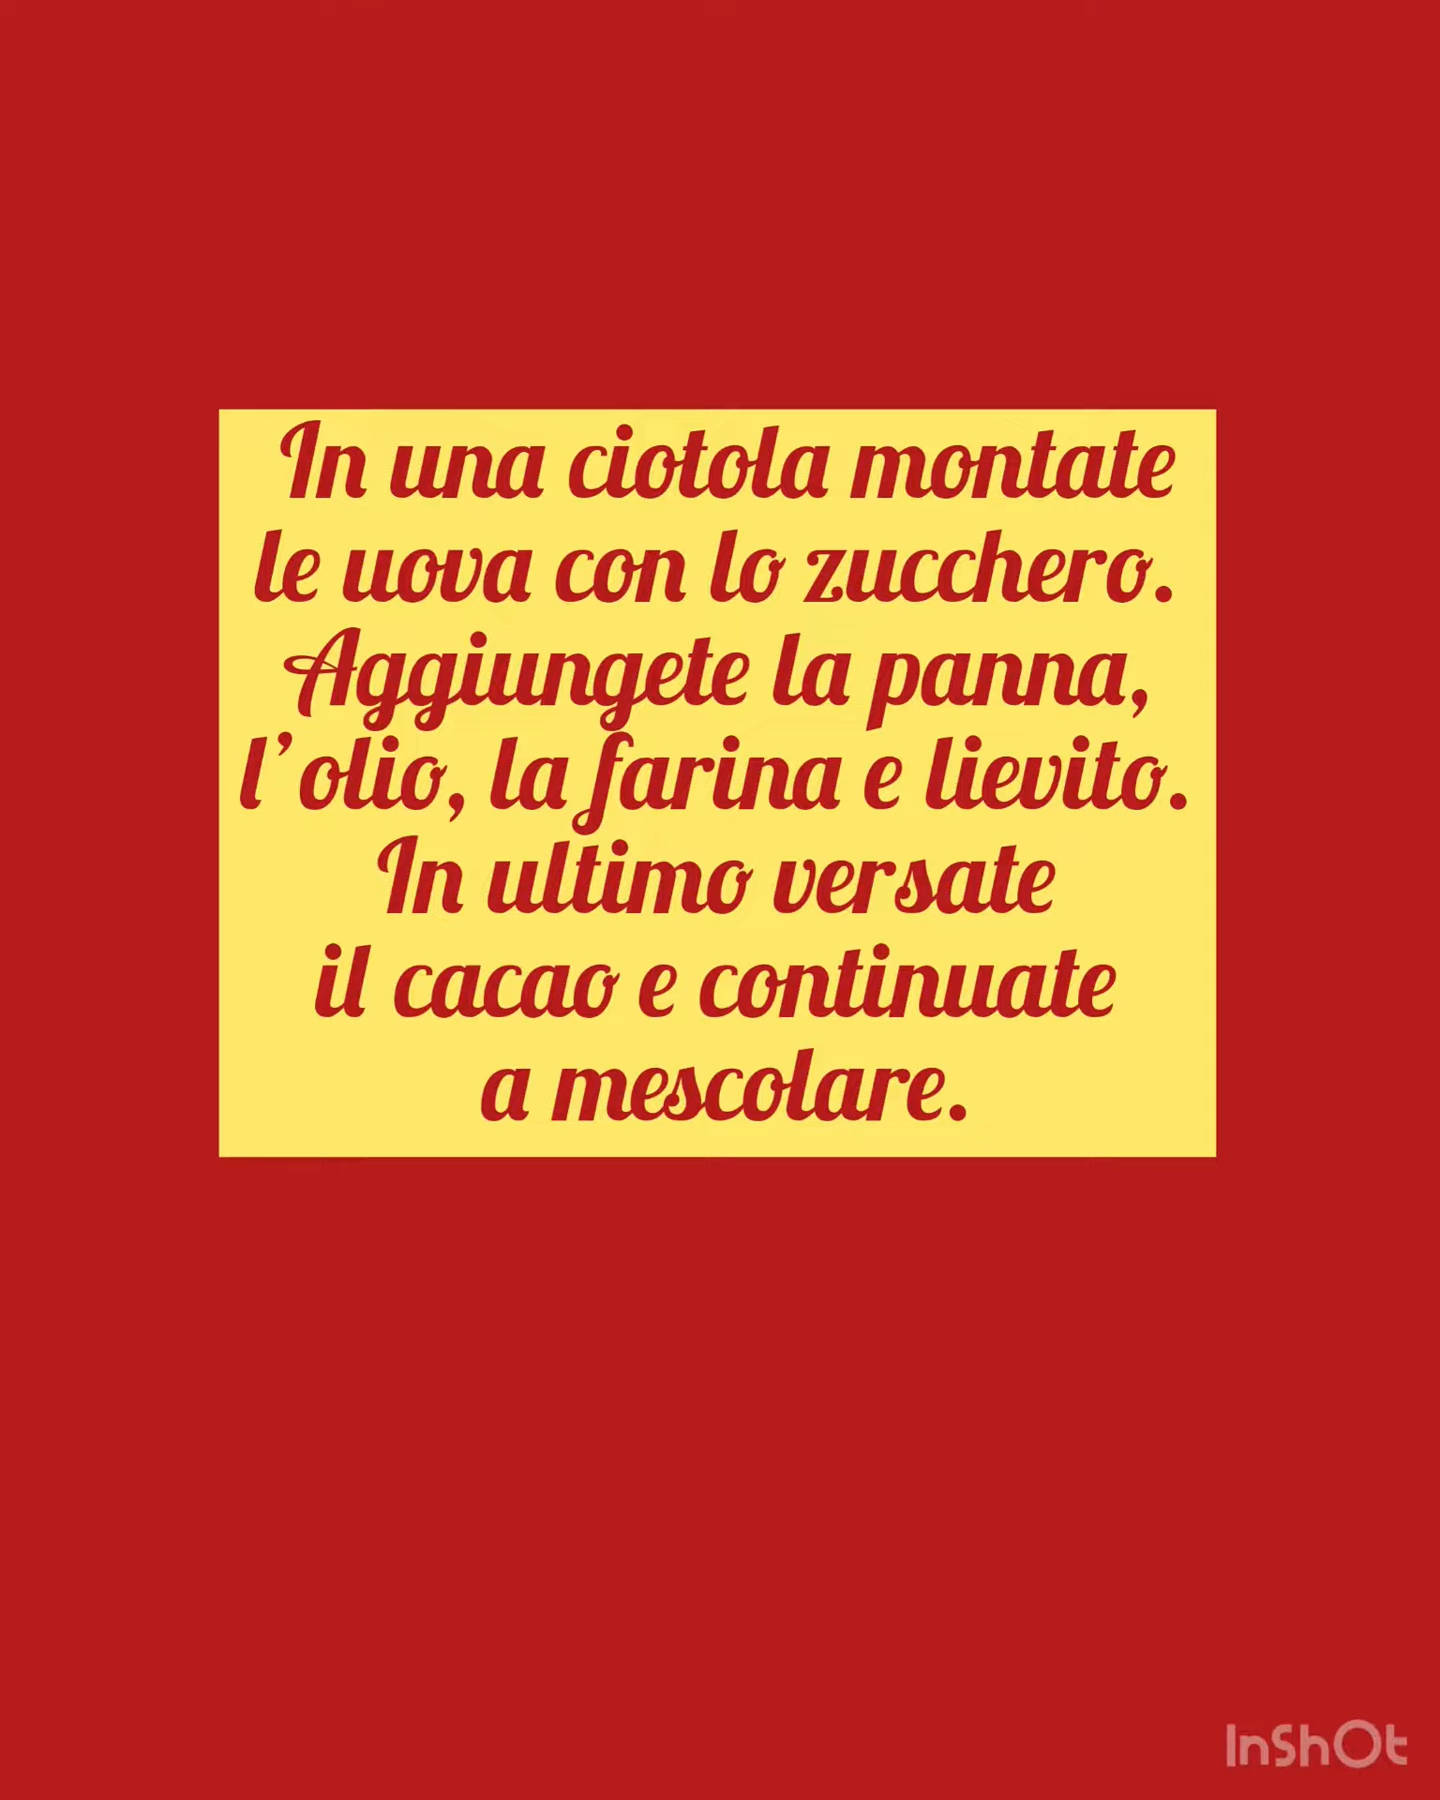 In una ciotola montate
le uova con lo zucchero.
Aggiungete la panna,
l’olio, la farina e lievito.
In ultimo versate
il cacao e continuate
a mescolare.
InShOt